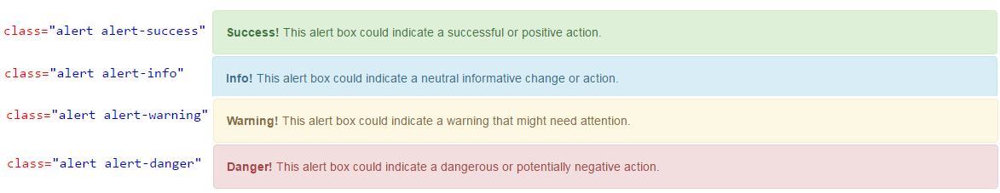 class="alert alert-success" Success! This alert box could indicate a successful or positive action.
class="alert alert-info" Info! This alert box could indicate a neutral informative change or action.
class="alert alert-warning" Warning! This alert box could indicate a warning that might need attention.
class="alert alert-danger" Danger! This alert box could indicate a dangerous or potentially negative action.